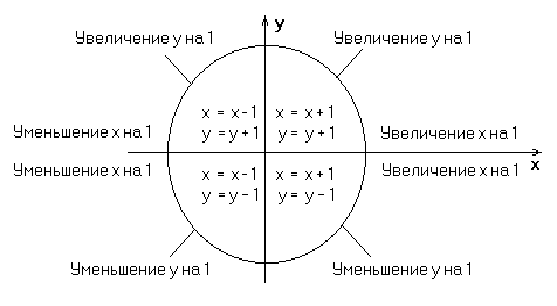 y
Увеличение y на 1 Увеличение y на 1
x = x-1 x = x+1
y = y+1 y = y+1
Уменьшение x на 1 Увеличение x на 1
Уменьшение x на 1 Увеличение x на 1
x
x = x-1 x = x+1
y = y-1 y = y-1
Уменьшение y на 1 Уменьшение y на 1